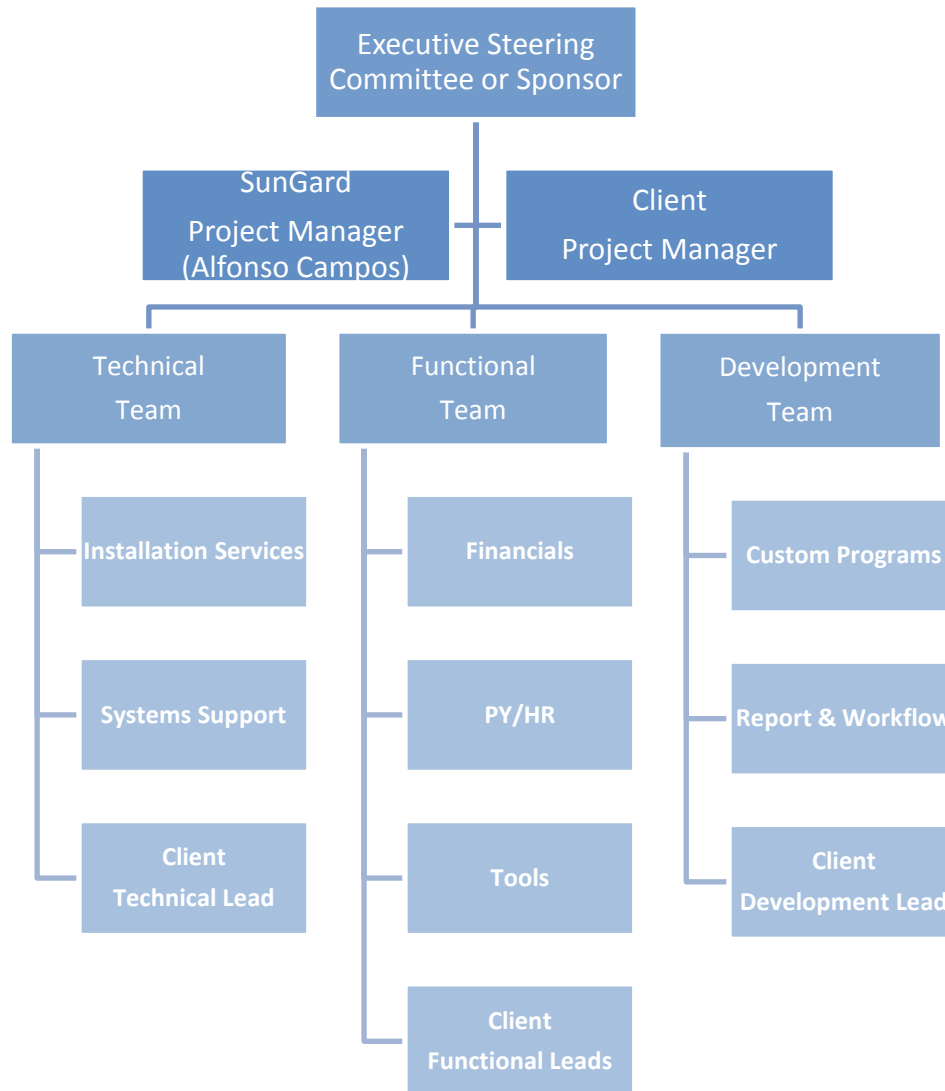 Executive Steering
Committee or Sponsor
SunGard
Project Manager
(Alfonso Campos)
Client
Project Manager
Technical
Team
Functional
Team
Development
Team
Installation Services
Financials
Custom Programs
Systems Support
PY/HR
Report & Workflow
Client
Technical Lead
Tools
Client
Development Lead
Client
Functional Leads